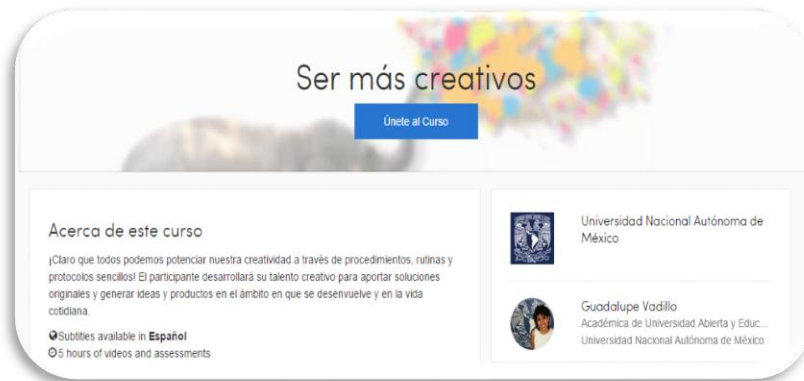 Ser más creativos
Únete al Curso
Acerca de este curso
¡Claro que todos podemos potenciar nuestra creatividad a través de procedimientos, rutinas y
protocolos sencillos! El participante desarrollará su talento creativo para aportar soluciones
originales y generar ideas y productos en el ámbito en que se desenvuelve y en la vida
cotidiana.
Subtitles available in Español
5 hours of videos and assessments
Universidad Nacional Autónoma de
México
Guadalupe Vadillo
Académica de Universidad Abierta y Educ...
Universidad Nacional Autónoma de México